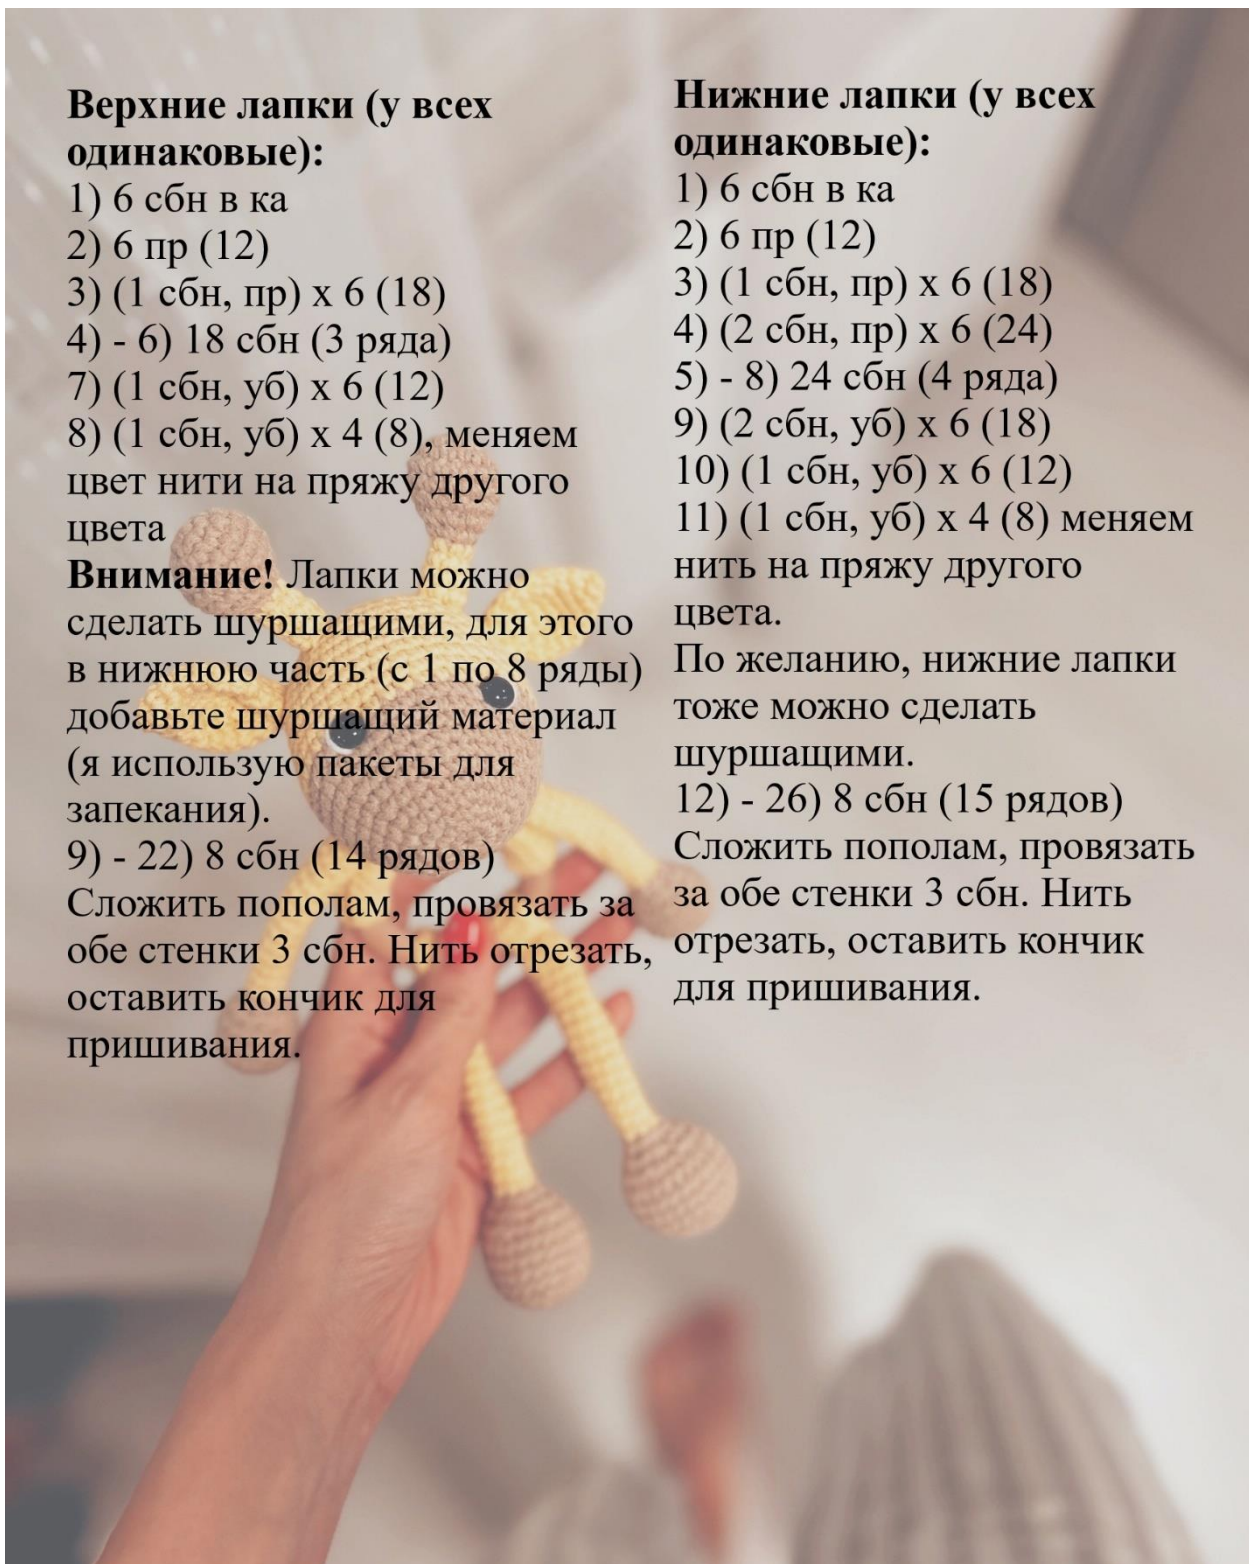 Верхние лапки (у всех
одинаковые):
1) 6 сбн в ка
2) 6 пр (12)
3) (1 сбн, пр) х 6 (18)
4) - 6) 18 сбн (3 ряда)
7) (1 сбн, уб) х 6 (12)
8) (1 сбн, уб) х 4 (8), меняем
цвет нити на пряжу другого
цвета
Внимание! Лапки можно
сделать шуршащими, для этого
в нижнюю часть (с 1 по 8 ряды)
добавьте шуршащий материал
(я использую пакеты для
запекания).
9) - 22) 8 сбн (14 рядов)
Сложить пополам, провязать за
обе стенки 3 сбн. Нить отрезать,
оставить кончик для
пришивания.
Нижние лапки (у всех
одинаковые):
1) 6 сбн в ка
2) 6 пр (12)
3) (1 сбн, пр) х 6 (18)
4) (2 сбн, пр) х 6 (24)
5) - 8) 24 сбн (4 ряда)
9) (2 сбн, уб) х 6 (18)
10) (1 сбн, уб) х 6 (12)
11) (1 сбн, уб) х 4 (8) меняем
нить на пряжу другого
цвета.
По желанию, нижние лапки
тоже можно сделать
шуршащими.
12) - 26) 8 сбн (15 рядов)
Сложить пополам, провязать
за обе стенки 3 сбн. Нить
отрезать, оставить кончик
для пришивания.